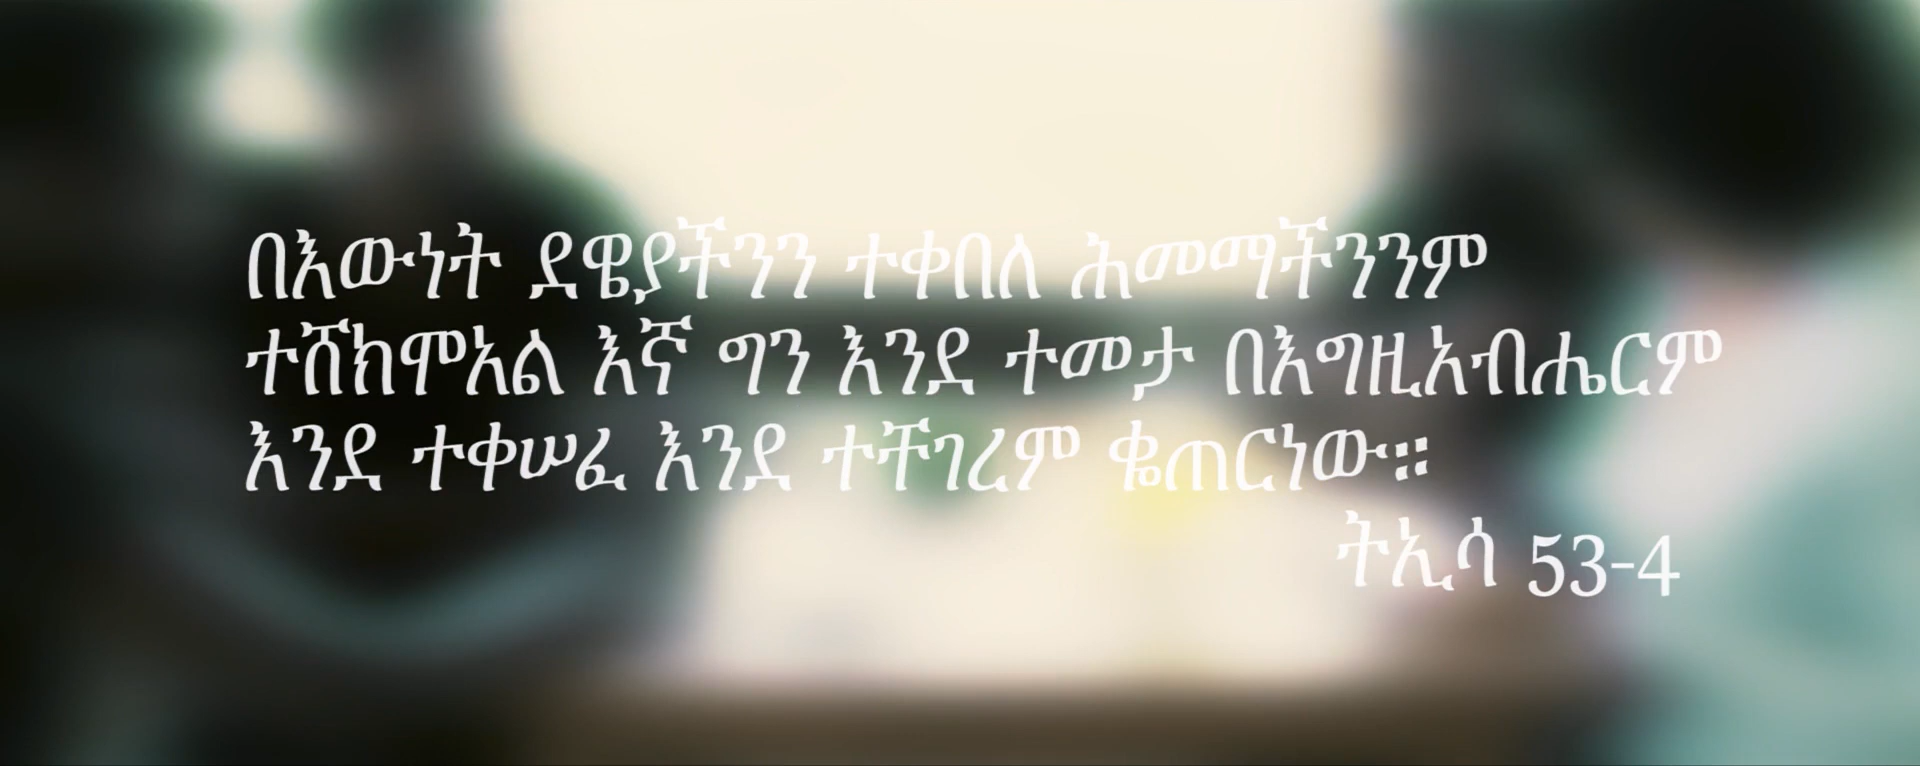 በእውነት ደዌያችንን ተቀበለ ሕመማችንንም
ተሸክሞአል እኛ ግን እንደ ተመታ በእግዚአብሔርም
እንደ ተቀሠፈ እንደ ተቸገረም ቈጠርነው።
ትኢሳ 53-4